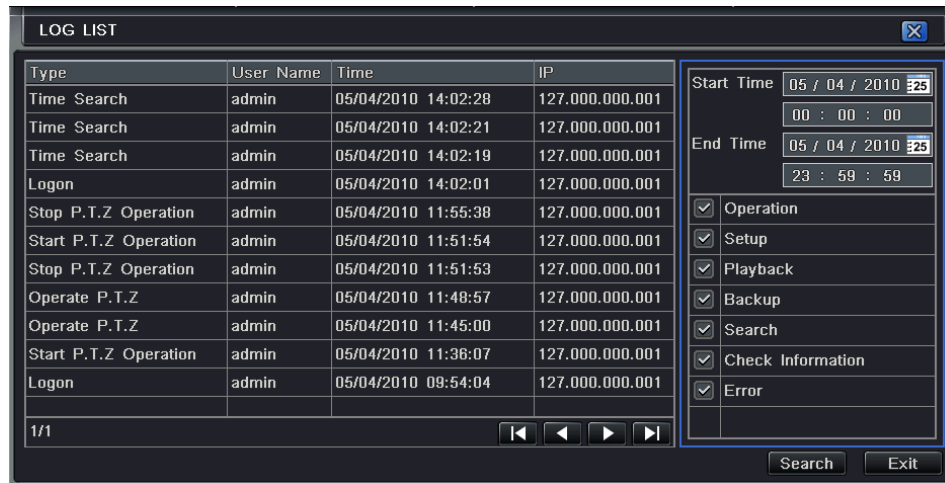 LOG LIST
Type User Name Time IP
Time Search admin 05/04/2010 14:02:28 127.000.000.001
Time Search admin 05/04/2010 14:02:21 127.000.000.001
Time Search admin 05/04/2010 14:02:19 127.000.000.001
Logon admin 05/04/2010 14:02:01 127.000.000.001
Stop P.T.Z Operation admin 05/04/2010 11:55:38 127.000.000.001
Start P.T.Z Operation admin 05/04/2010 11:51:54 127.000.000.001
Stop P.T.Z Operation admin 05/04/2010 11:51:53 127.000.000.001
Operate P.T.Z admin 05/04/2010 11:48:57 127.000.000.001
Operate P.T.Z admin 05/04/2010 11:45:00 127.000.000.001
Start P.T.Z Operation admin 05/04/2010 11:36:07 127.000.000.001
Logon admin 05/04/2010 09:54:04 127.000.000.001
1/1
Start Time 05 / 04 / 2010 25
00 : 00 : 00
End Time 05 / 04 / 2010 25
23 : 59 : 59
Operation
Setup
Playback
Backup
Search
Check Information
Error
Search Exit